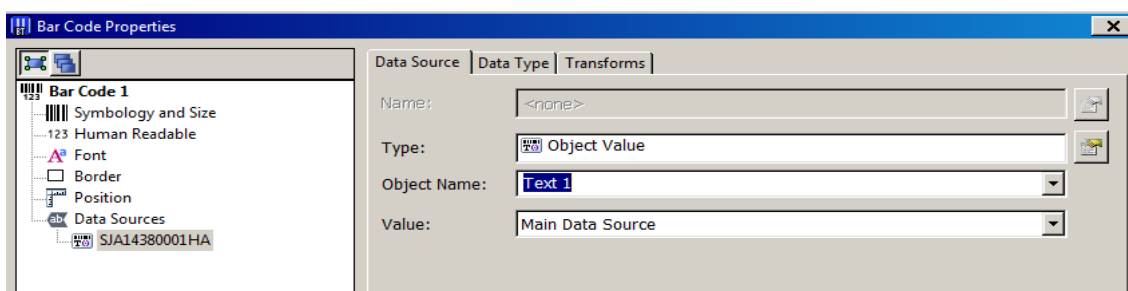 Bar Code Properties
Data Source Data Type Transforms
Bar Code 1
Symbology and Size
123 Human Readable
Font
Border
Position
Data Sources
SJA14380001HA
Name: <none>
Type: Object Value
Object Name: Text 1
Value: Main Data Source